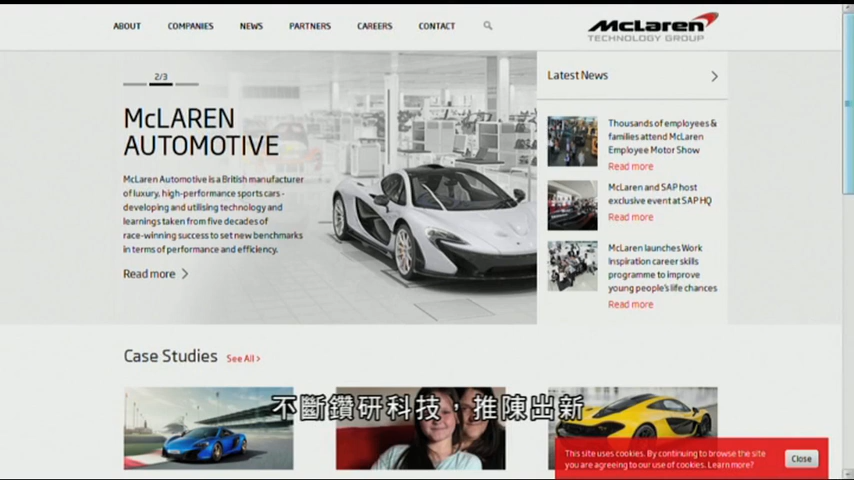 ABOUT
COMPANIES
NEWS
PARTNERS
CAREERS
CONTACT
McLaren
TECHNOLOGY GROUP
2/3
McLAREN
AUTOMOTIVE
McLaren Automotive is a British manufacturer
of luxury, high-performance sports cars -
developing and utilising technology and
learnings taken from five decades of
race-winning success to set new benchmarks
in terms of performance and efficiency.
Read more
Latest News
Thousands of employees &
families attend McLaren
Employee Motor Show
Read more
McLaren and SAP host
exclusive event at SAP HQ
Read more
McLaren launches Work
Inspiration career skills
programme to improve
young people's life chances
Read more
Case Studies
See All >
不斷鑽研科技，推陳出新
This site uses cookies. By continuing to browse the site
you are agreeing to our use of cookies. Learn more?
Close